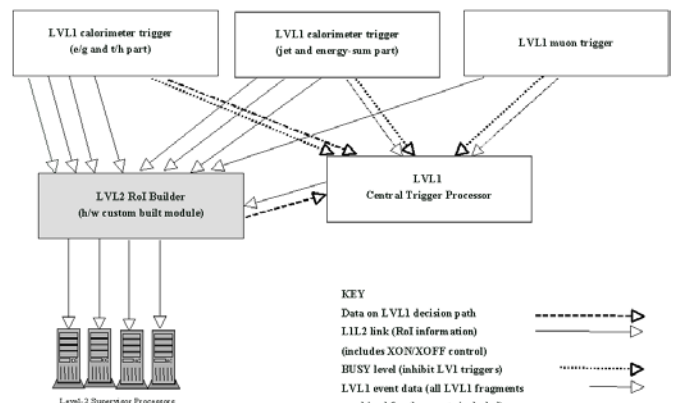 LVL1 calorimeter trigger
(e/g and t/h part)
LVL1 calorimeter trigger
(jet and energy-sum part)
LVL1 muon trigger
LVL2 RoI Builder
(h/w custom built module)
LVL1
Central Trigger Processor
KEY
Data on LVL1 decision path
L1L2 link (RoI information)
(includes XON/XOFF control)
BUSY level (inhibit LV1 triggers)
LVL1 event data (all LVL1 fragments
Level-2 Supervisor Processors